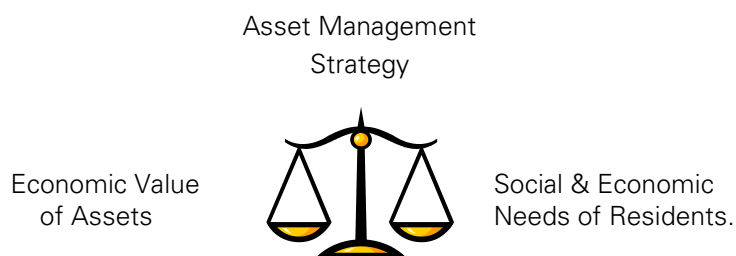 Asset Management
Strategy
Economic Value
of Assets
Social & Economic
Needs of Residents.